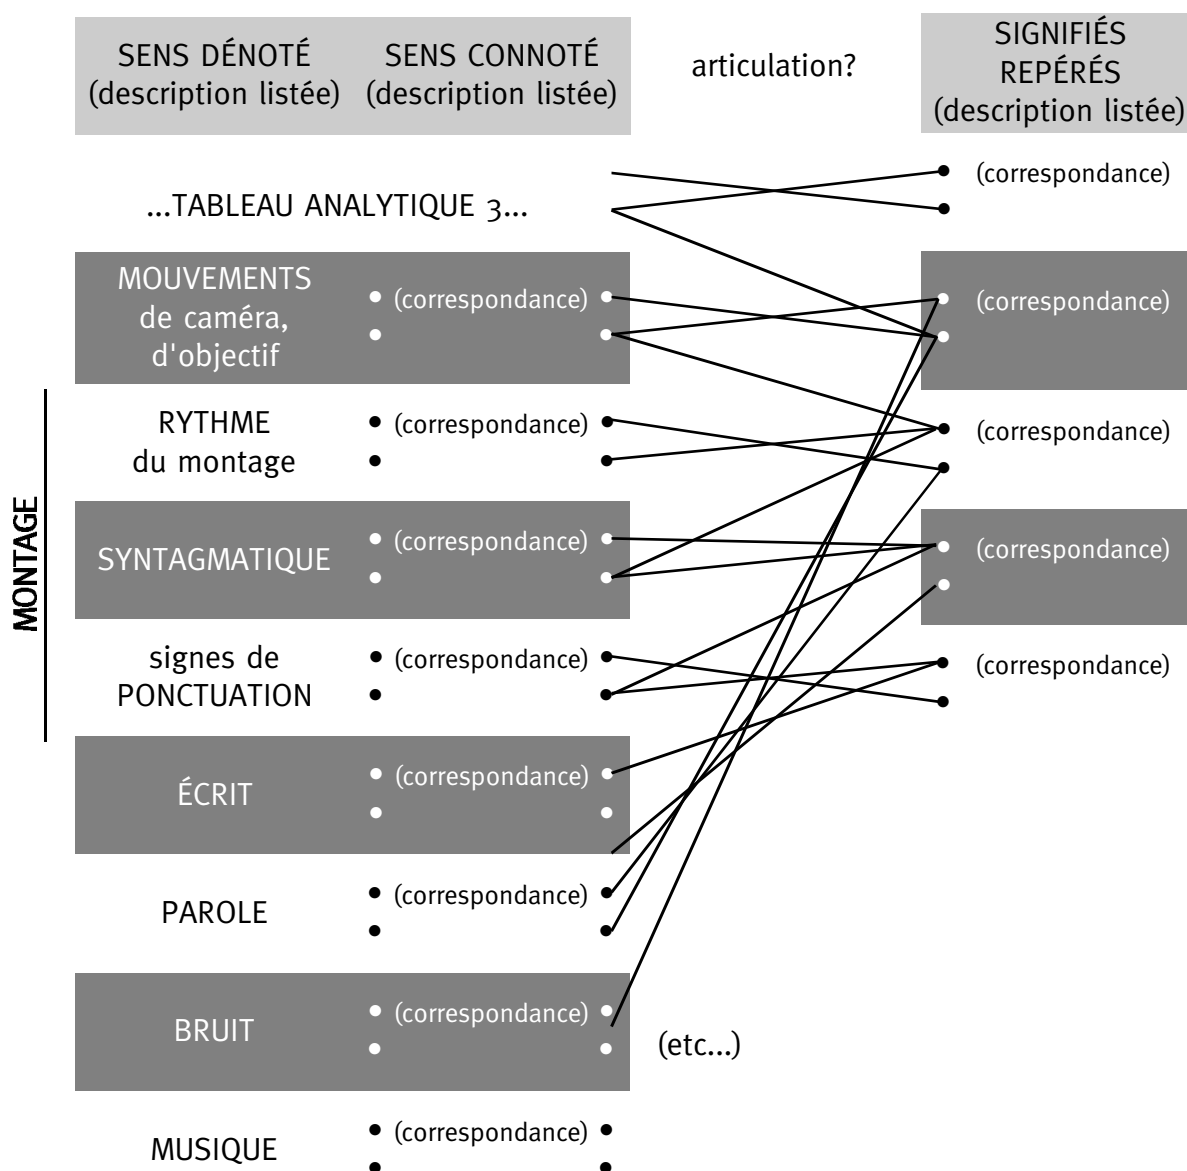 SENS DÉNOTÉ
(description listée)
SENS CONNOTÉ
(description listée)
articulation?
SIGNIFIÉS
REPÉRÉS
(description listée)
...TABLEAU ANALYTIQUE 3...
(correspondance)
MOUVEMENTS
de caméra,
d'objectif
(correspondance)
(correspondance)
MONTAGE
RYTHME
du montage
(correspondance)
(correspondance)
SYNTAGMATIQUE
(correspondance)
(correspondance)
signes de
PONCTUATION
(correspondance)
(correspondance)
ÉCRIT
(correspondance)
PAROLE
(correspondance)
BRUIT
(correspondance)
(etc...)
MUSIQUE
(correspondance)